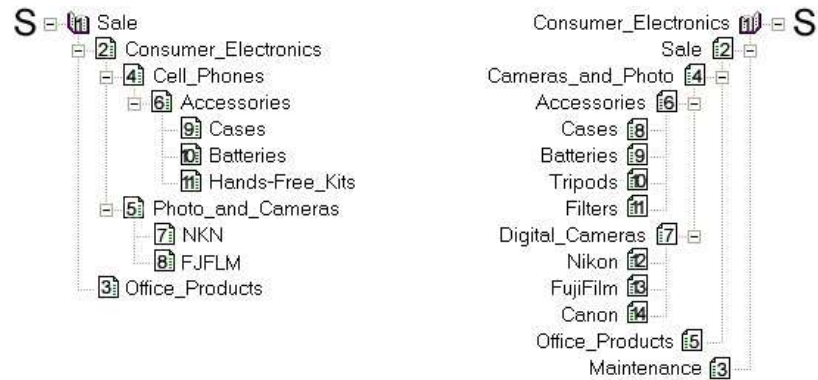 S 1 Sale
2 Consumer_Electronics
4 Cell_Phones
6 Accessories
9 Cases
10 Batteries
11 Hands-Free_Kits
5 Photo_and_Cameras
7 NKN
8 FJFLM
3 Office_Products
Consumer_Electronics 1 S
Sale 2
Cameras_and_Photo 4
Accessories 6
Cases 8
Batteries 9
Tripods 10
Filters 11
Digital_Cameras 7
Nikon 12
FujiFilm 13
Canon 14
Office_Products 5
Maintenance 3